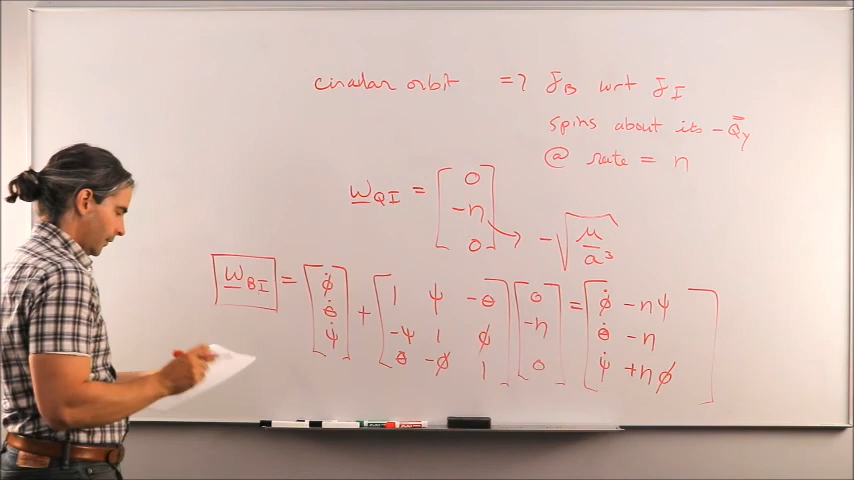 circular orbit => 𝓕_B wrt 𝓕_I
spins about its -Q̿_y
@ rate = n
ω_QI = [0; -n; 0] → -√(μ/a³)
ω_BI = [φ̇; θ̇; ψ̇] + [1 ψ -θ; -ψ 1 φ; θ -φ 1] [0; -n; 0] = [φ̇ - nψ; θ̇ - n; ψ̇ + nφ]